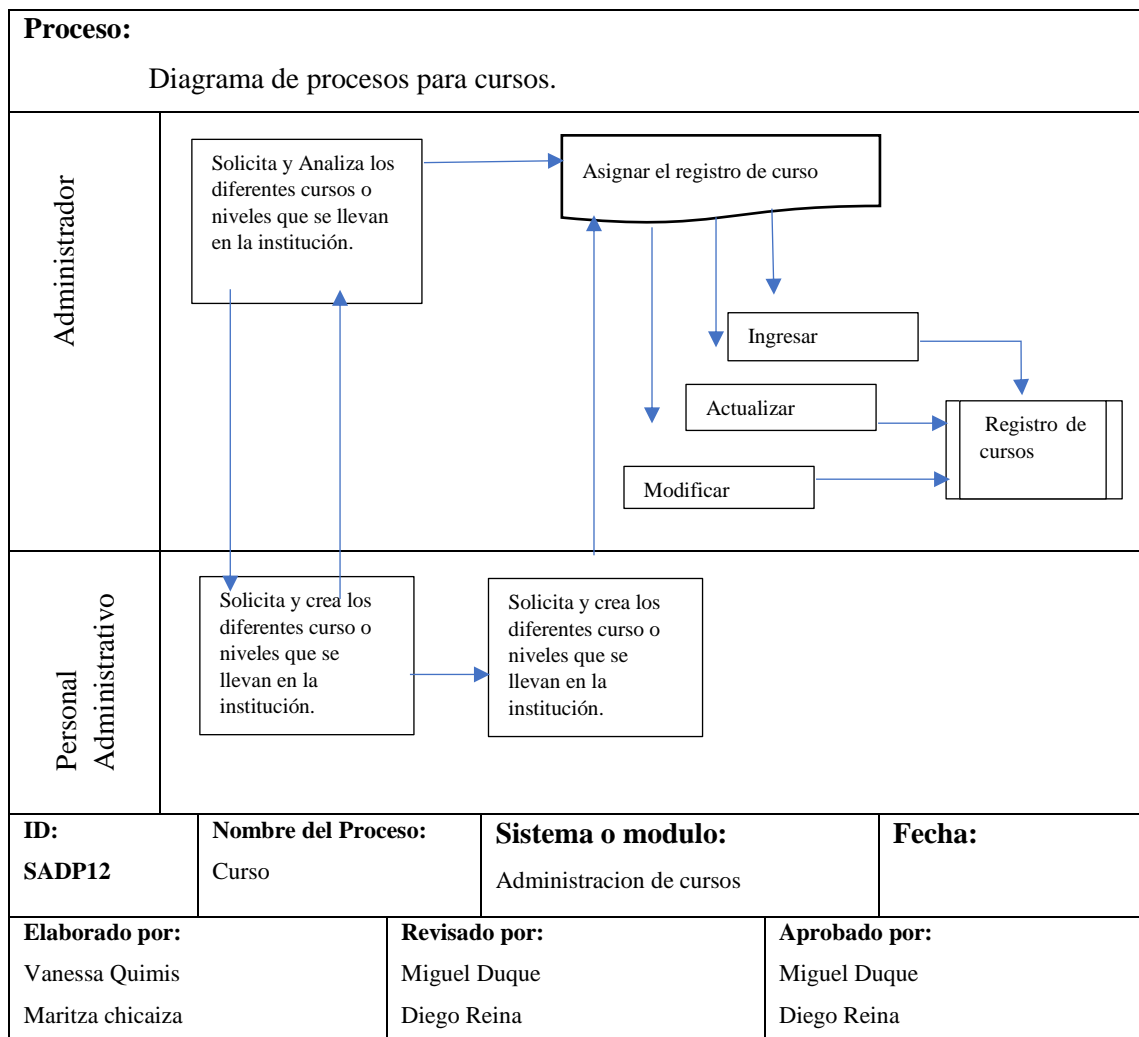 Proceso:
Diagrama de procesos para cursos.
Administrador
Solicita y Analiza los
diferentes cursos o
niveles que se llevan
en la institución.
Asignar el registro de curso
Ingresar
Actualizar
Registro de
cursos
Modificar
Personal
Administrativo
Solicita y crea los
diferentes curso o
niveles que se
llevan en la
institución.
Solicita y crea los
diferentes curso o
niveles que se
llevan en la
institución.
ID:
SADP12
Nombre del Proceso:
Curso
Sistema o modulo:
Administracion de cursos
Fecha:
Elaborado por:
Vanessa Quimis
Maritza chicaiza
Revisado por:
Miguel Duque
Diego Reina
Aprobado por:
Miguel Duque
Diego Reina